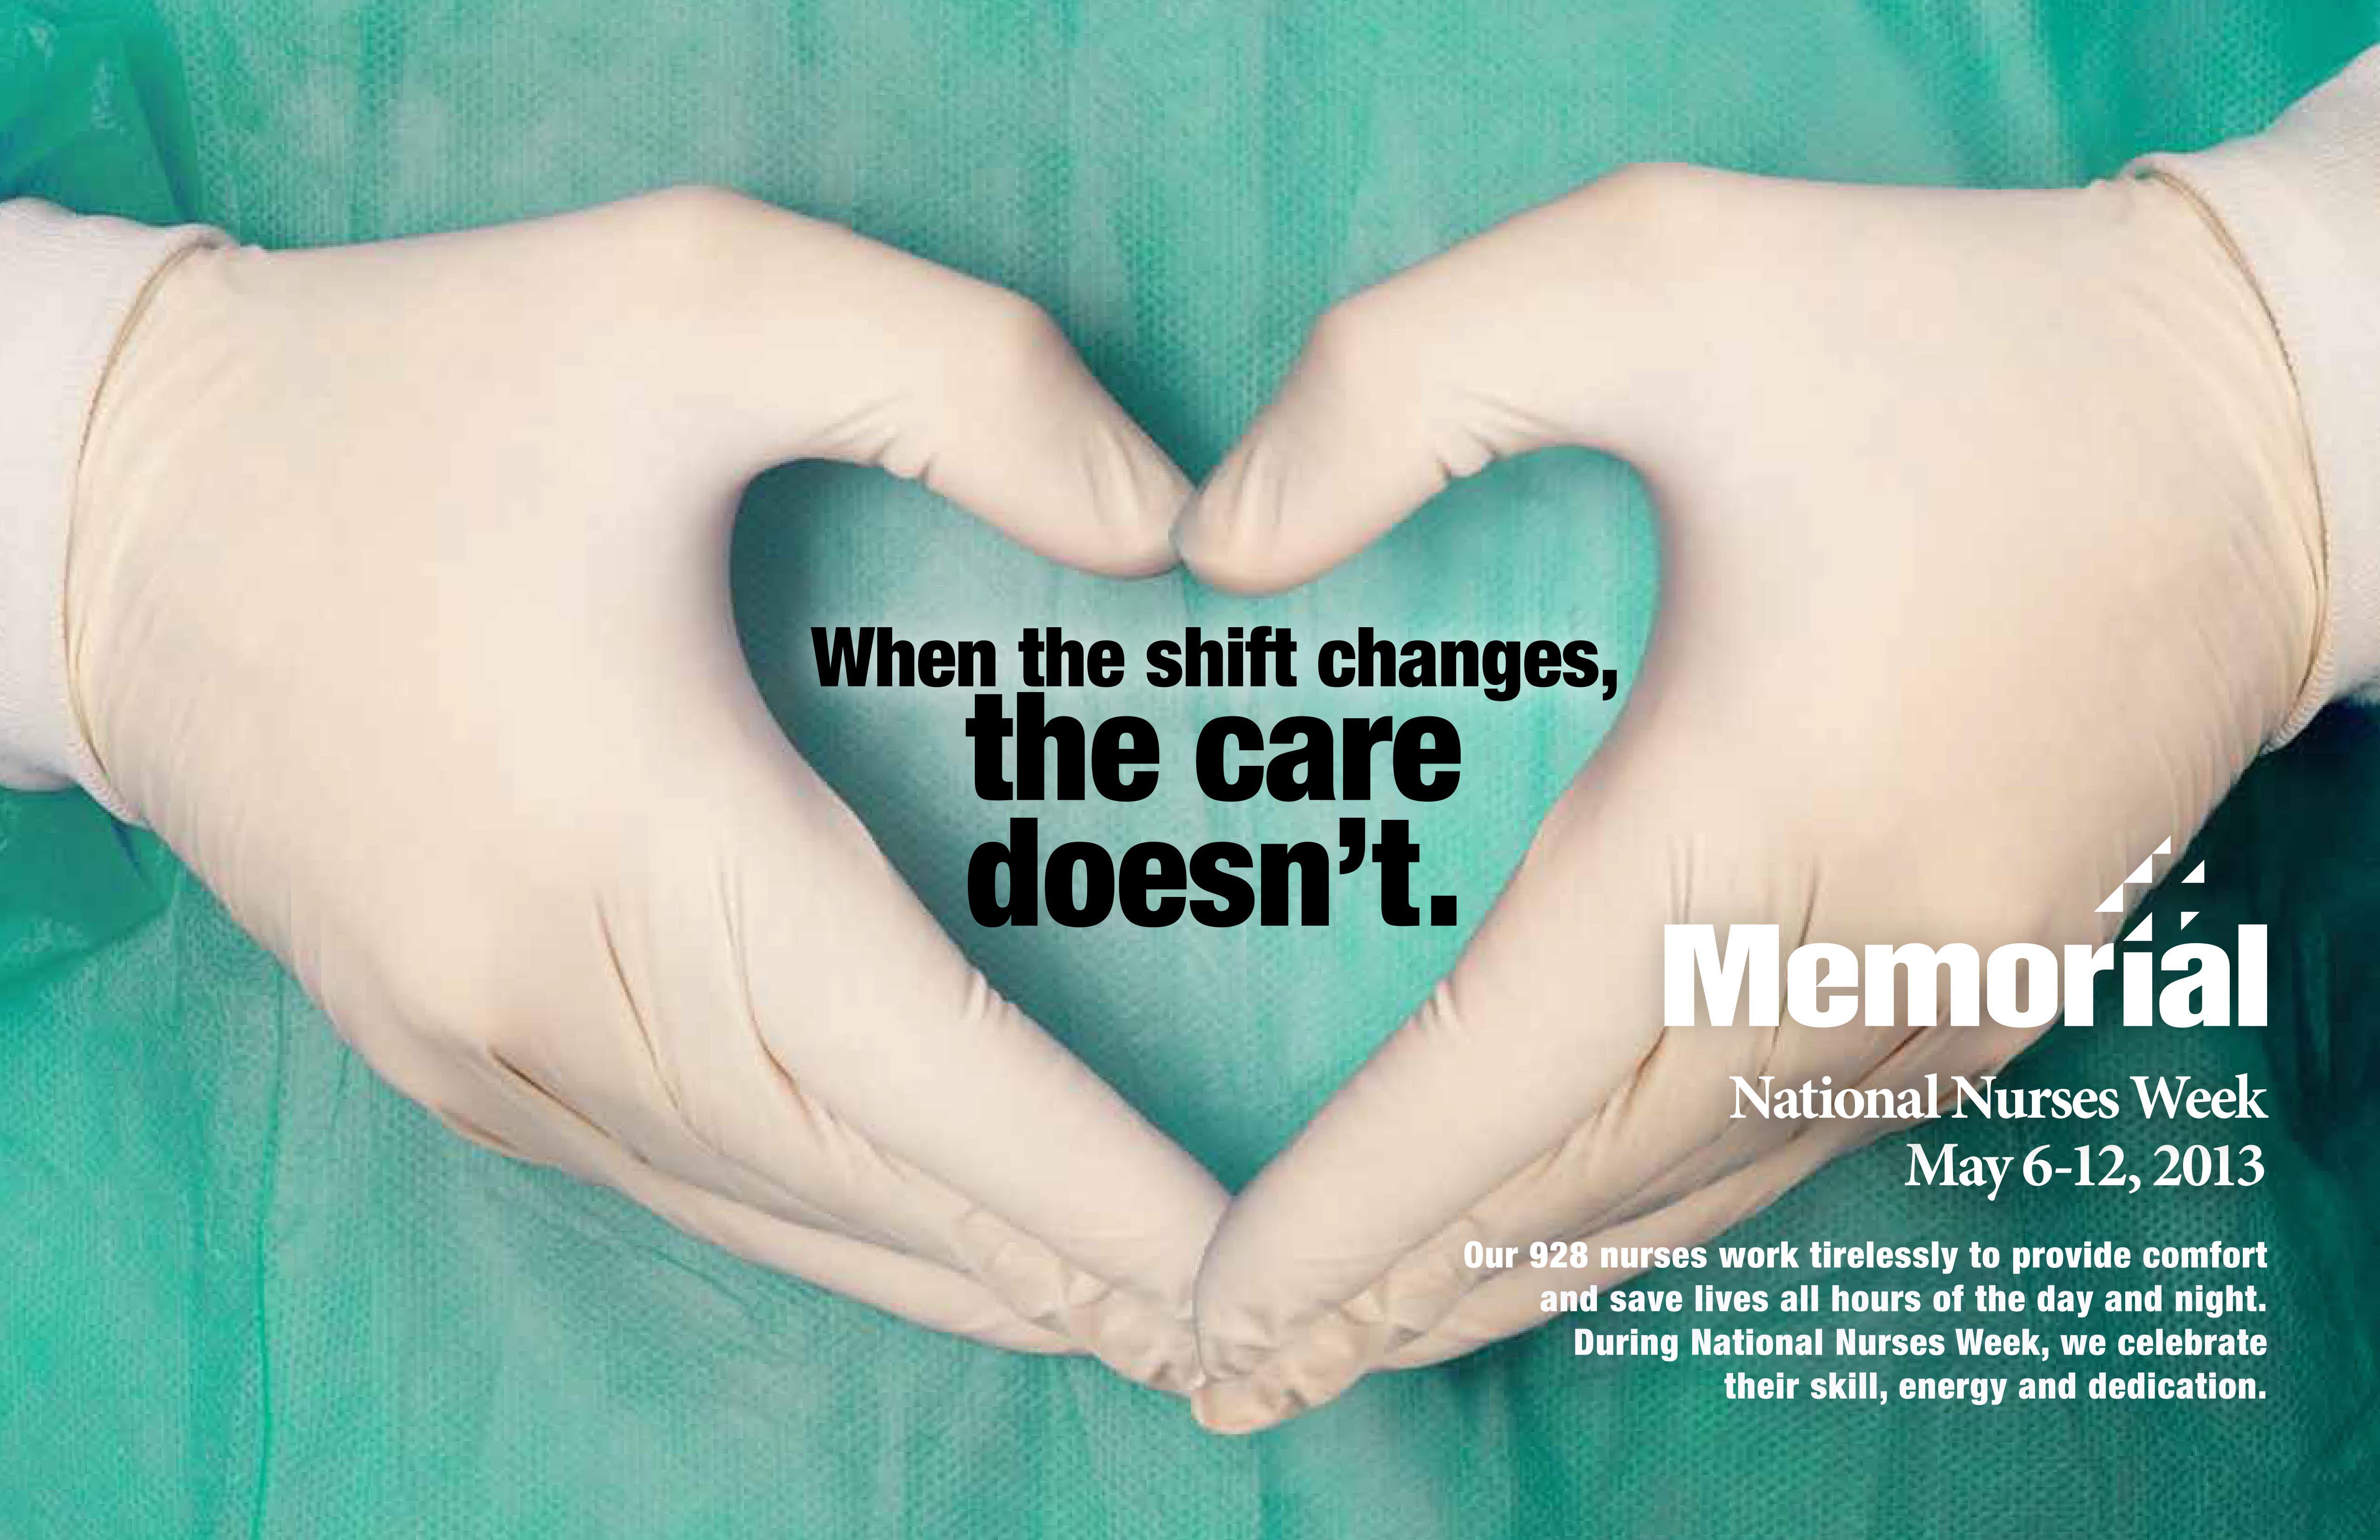 When the shift changes,
the care
doesn’t.
Memorial
National Nurses Week
May 6-12, 2013
Our 928 nurses work tirelessly to provide comfort
and save lives all hours of the day and night.
During National Nurses Week, we celebrate
their skill, energy and dedication.